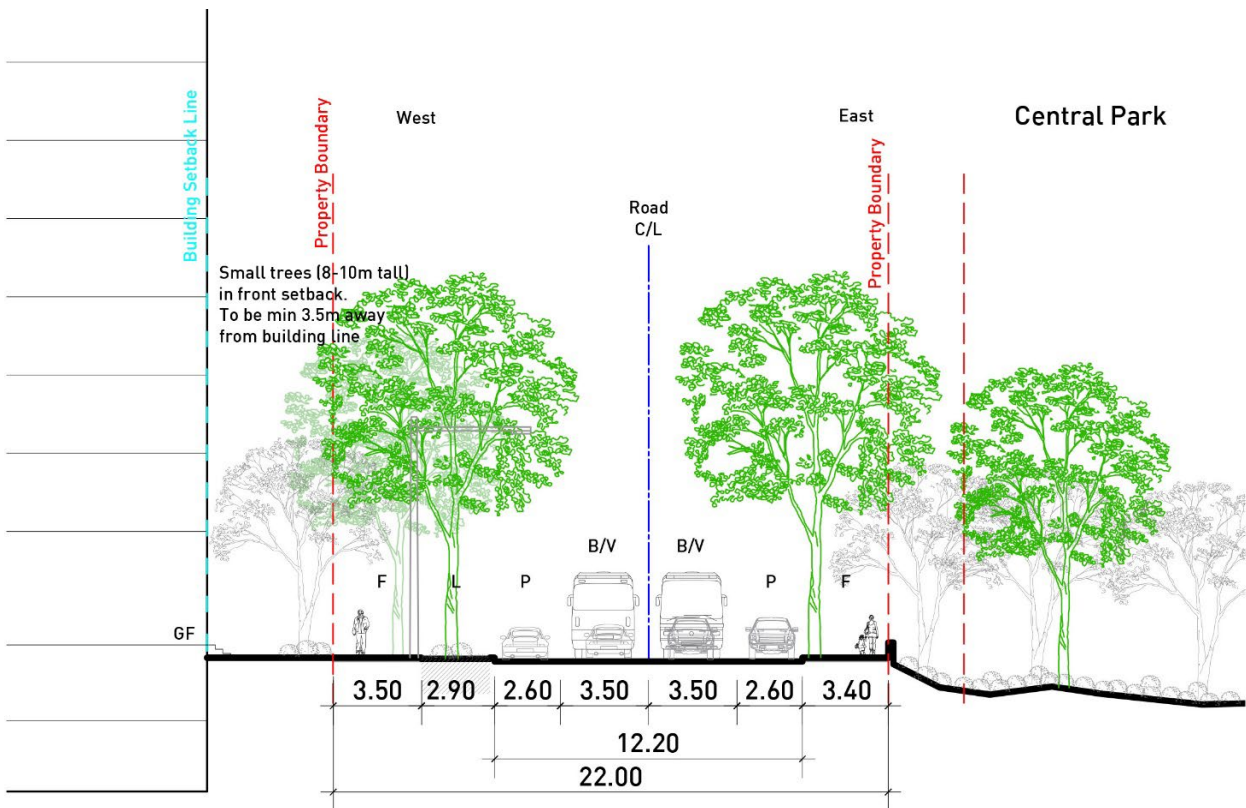 West
East
Central Park
Building Setback Line
Property Boundary
Road
C/L
Property Boundary
Small trees (8-10m tall)
in front setback.
To be min 3.5m away
from building line
B/V
B/V
F
L
P
P
F
GF
3.50
2.90
2.60
3.50
3.50
2.60
3.40
12.20
22.00